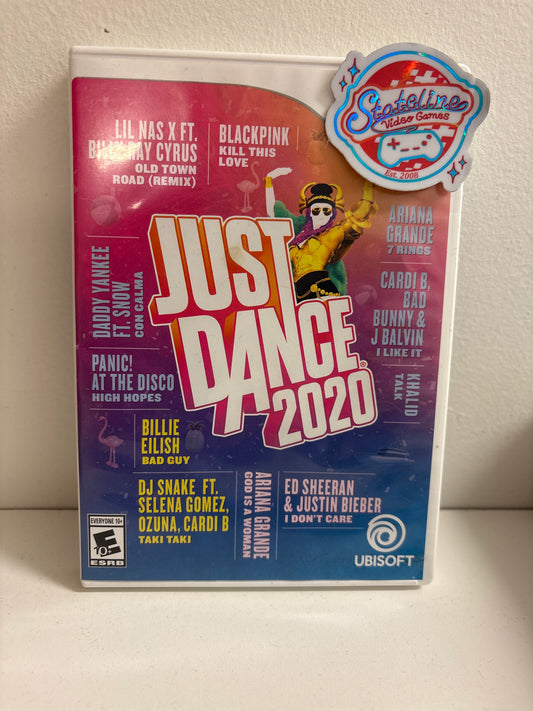 Stateline
Video Games
Est. 2008
LIL NAS X FT.
BILLY RAY CYRUS
OLD TOWN
ROAD (REMIX)
BLACKPINK
KILL THIS
LOVE
ARIANA
GRANDE
7 RINGS
DADDY YANKEE
FT. SNOW
CON CALMA
JUST
DANCE®
2020
CARDI B,
BAD
BUNNY &
J BALVIN
I LIKE IT
PANIC!
AT THE DISCO
HIGH HOPES
KHALID
TALK
BILLIE
EILISH
BAD GUY
DJ SNAKE FT.
SELENA GOMEZ,
OZUNA, CARDI B
TAKI TAKI
ARIANA GRANDE
GOD IS A WOMAN
ED SHEERAN
& JUSTIN BIEBER
I DON'T CARE
EVERYONE 10+
E
10+
ESRB
UBISOFT